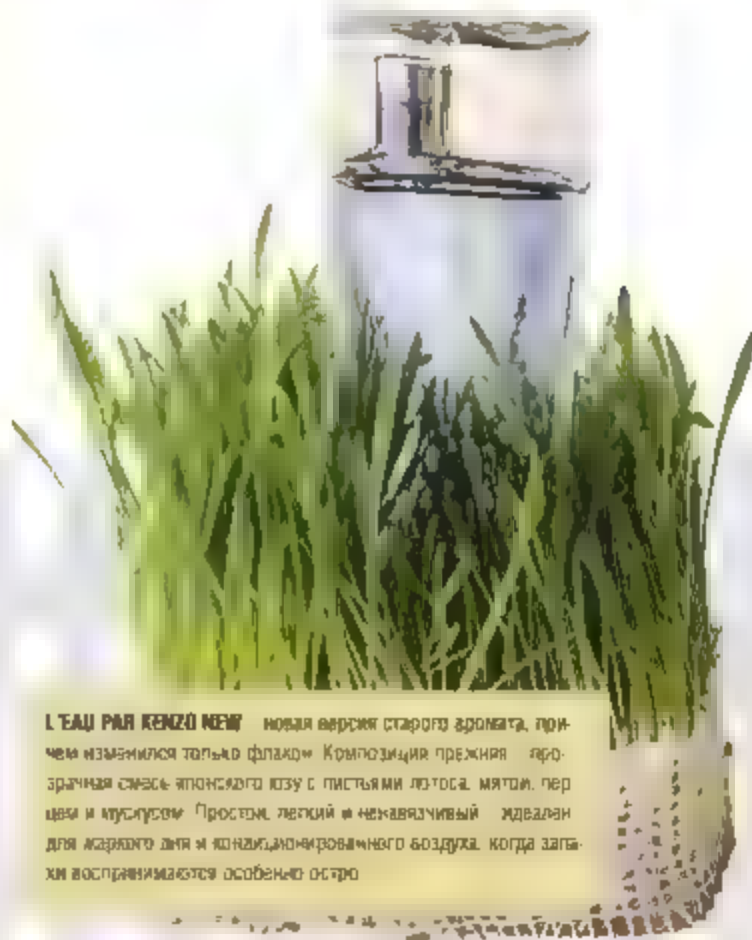 L'EAU PAR KENZO NEW новая версия старого аромата, при-
чем изменился только флакон. Композиция прежняя про-
зрачная смесь японского юзу с листьями лотоса, мятой, пер
цем и мускусом. Простой, легкий и ненавязчивый идеален
для жаркого дня и кондиционированного воздуха, когда запа-
хи воспринимаются особенно остро